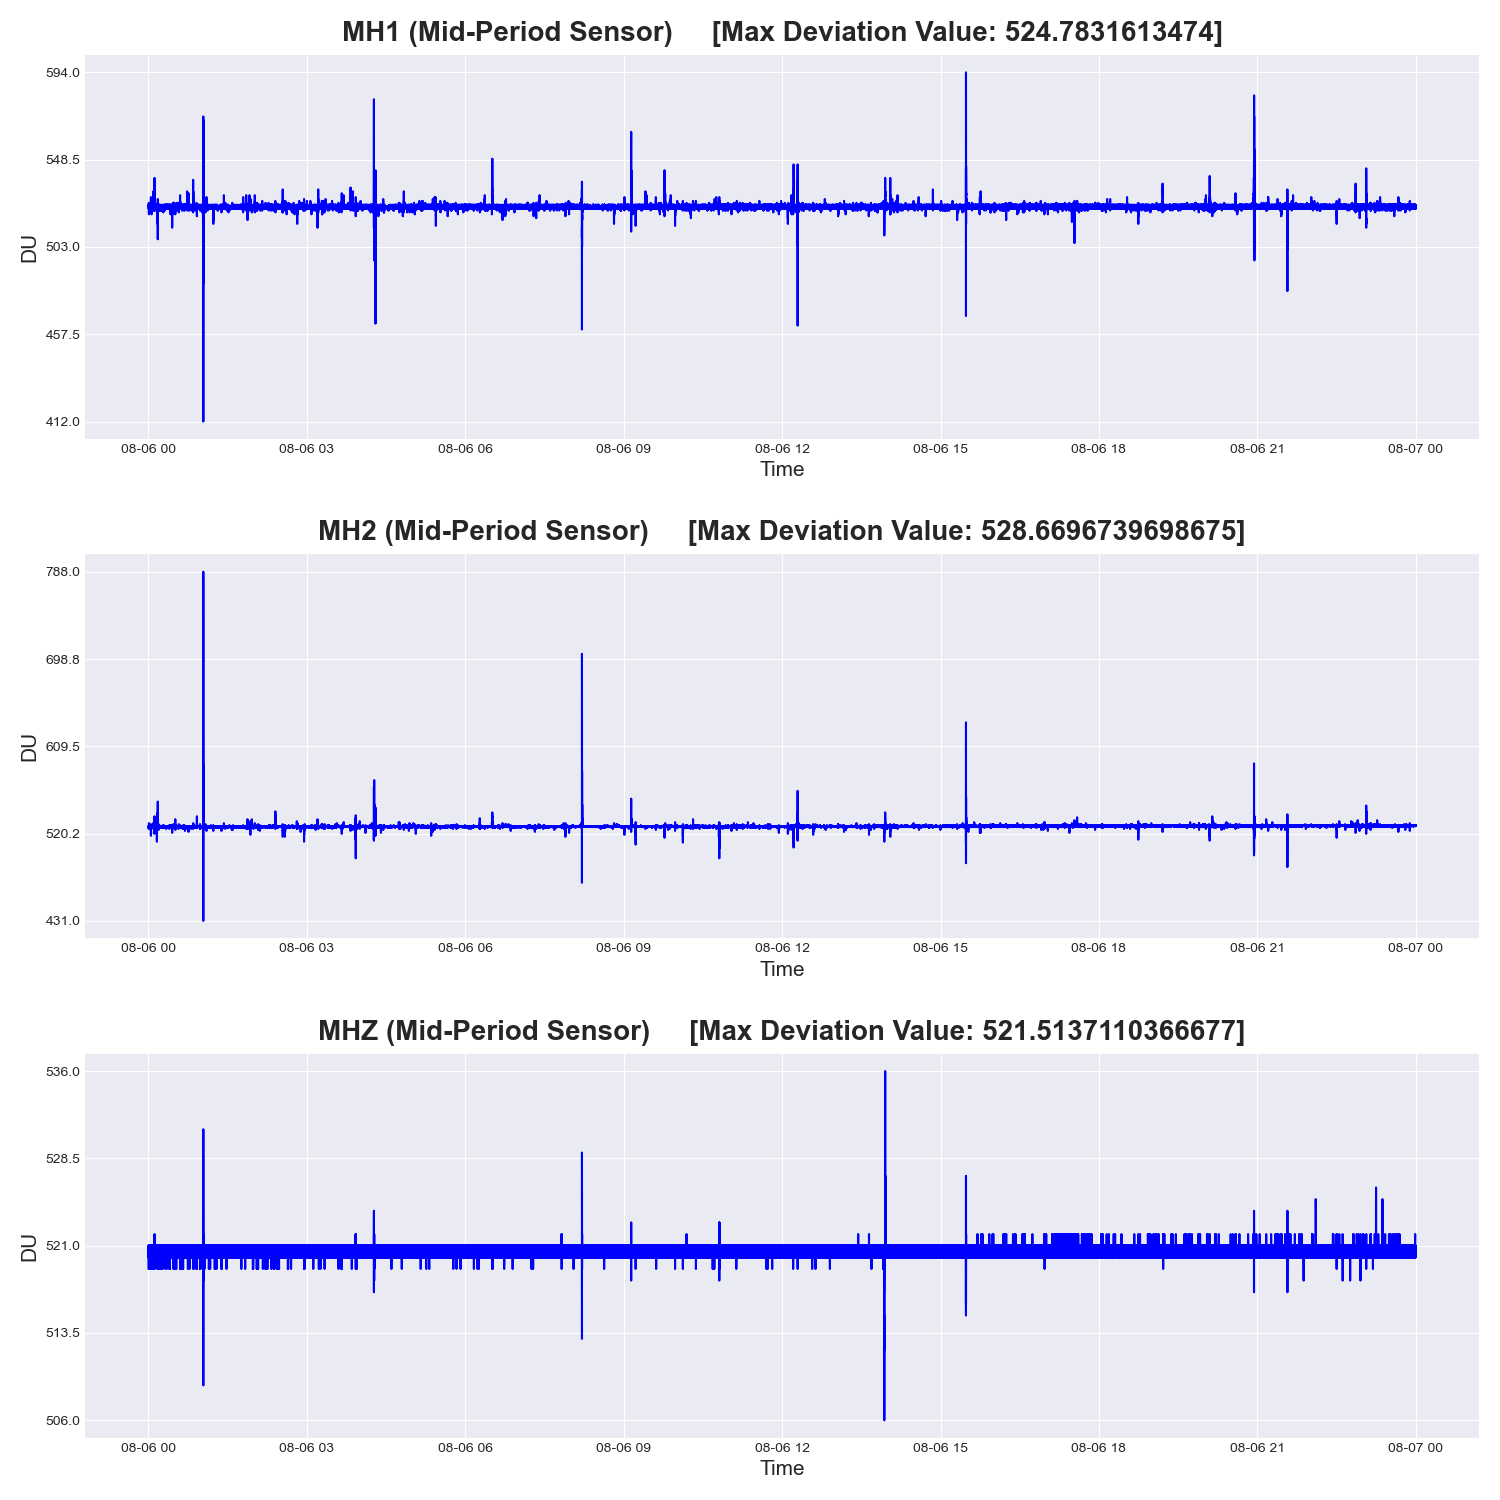 MH1 (Mid-Period Sensor) [Max Deviation Value: 524.7831613474]
594.0
548.5
503.0
457.5
412.0
DU
08-06 00 08-06 03 08-06 06 08-06 09 08-06 12 08-06 15 08-06 18 08-06 21 08-07 00
Time
MH2 (Mid-Period Sensor) [Max Deviation Value: 528.6696739698675]
788.0
698.8
609.5
520.2
431.0
DU
08-06 00 08-06 03 08-06 06 08-06 09 08-06 12 08-06 15 08-06 18 08-06 21 08-07 00
Time
MHZ (Mid-Period Sensor) [Max Deviation Value: 521.5137110366677]
536.0
528.5
521.0
513.5
506.0
DU
08-06 00 08-06 03 08-06 06 08-06 09 08-06 12 08-06 15 08-06 18 08-06 21 08-07 00
Time